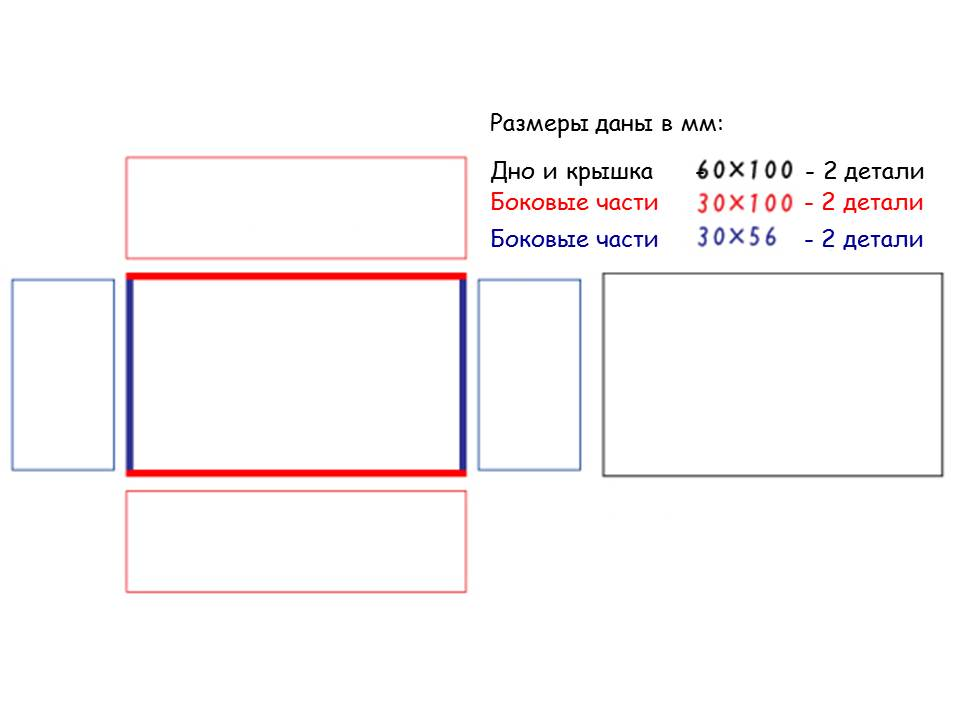 Размеры даны в мм:
Дно и крышка 60×100 - 2 детали
Боковые части 30×100 - 2 детали
Боковые части 30×56 - 2 детали